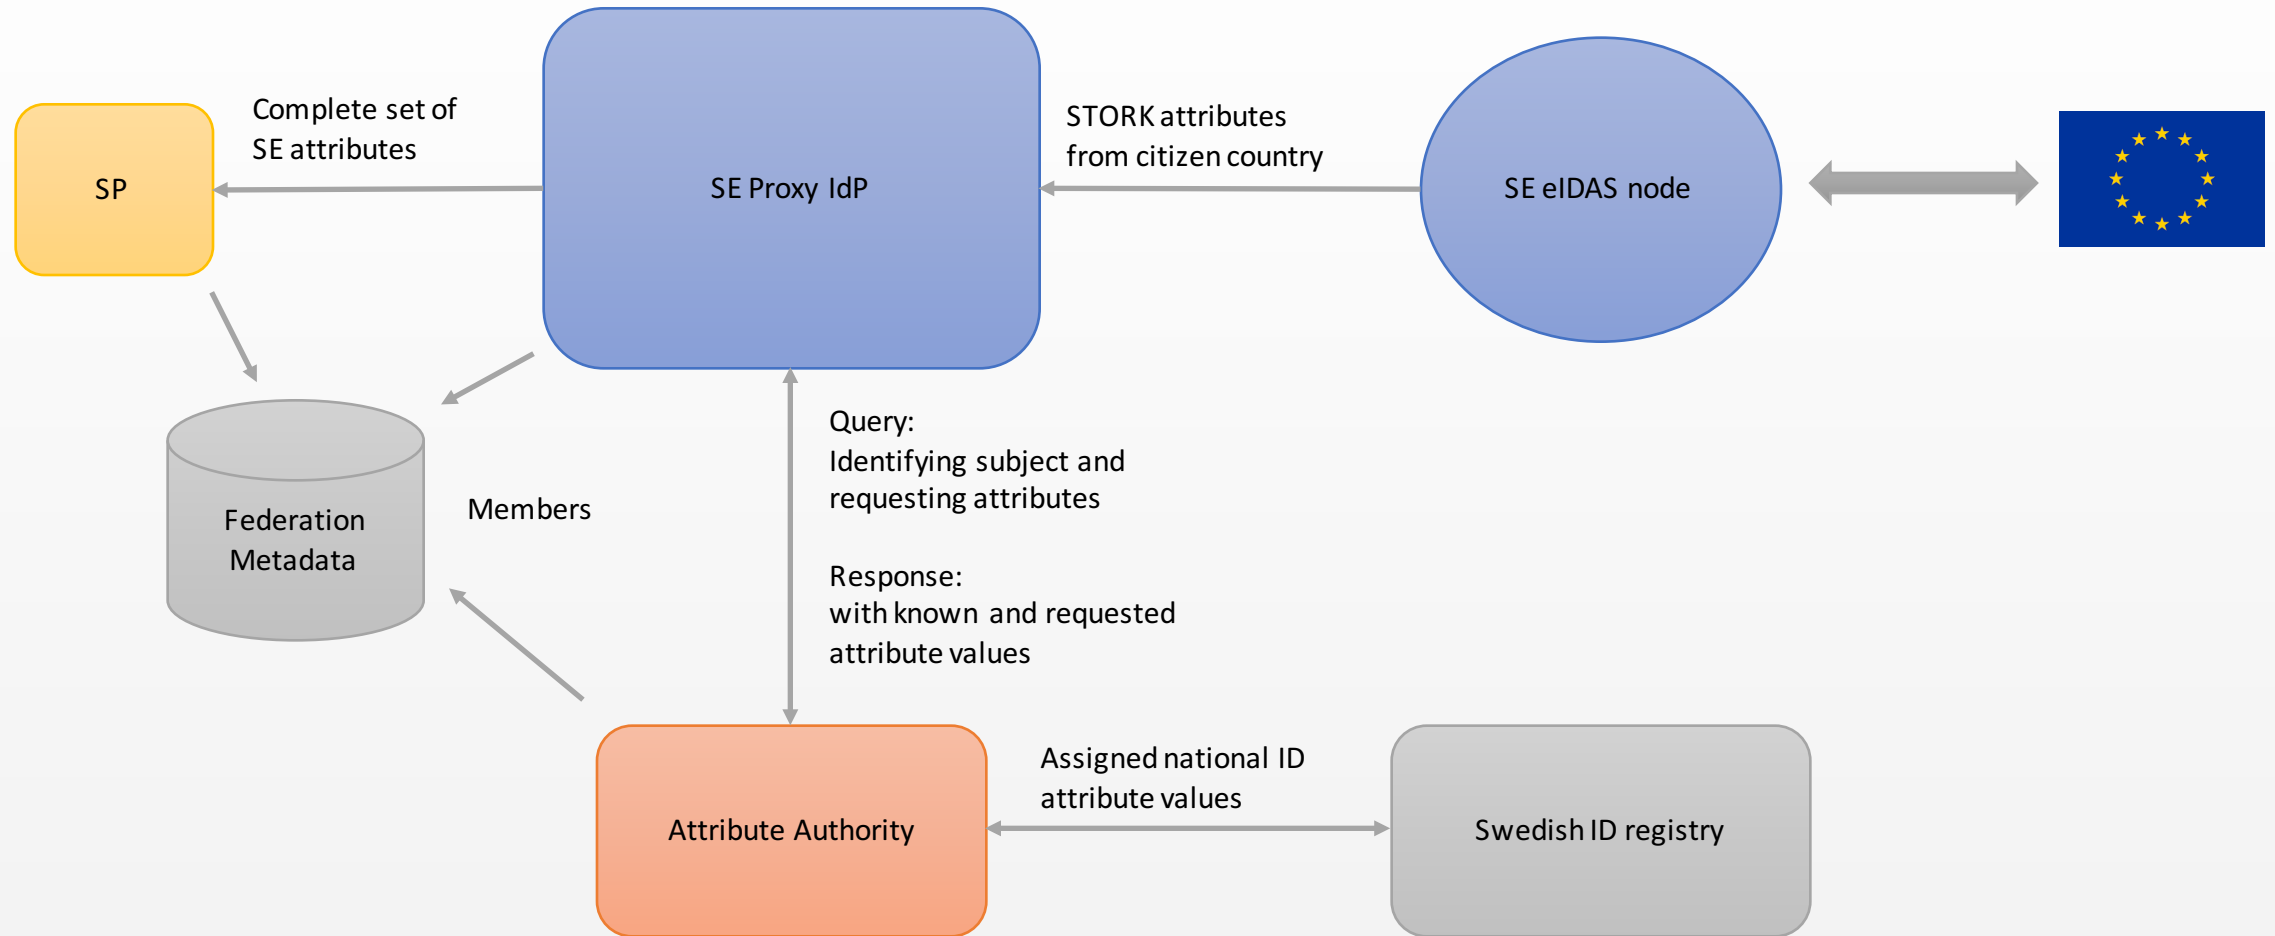 Complete set of
SE attributes
STORK attributes
from citizen country
SP
SE Proxy IdP
SE eIDAS node
Query:
Identifying subject and
requesting attributes
Federation
Metadata
Members
Response:
with known and requested
attribute values
Assigned national ID
attribute values
Attribute Authority
Swedish ID registry